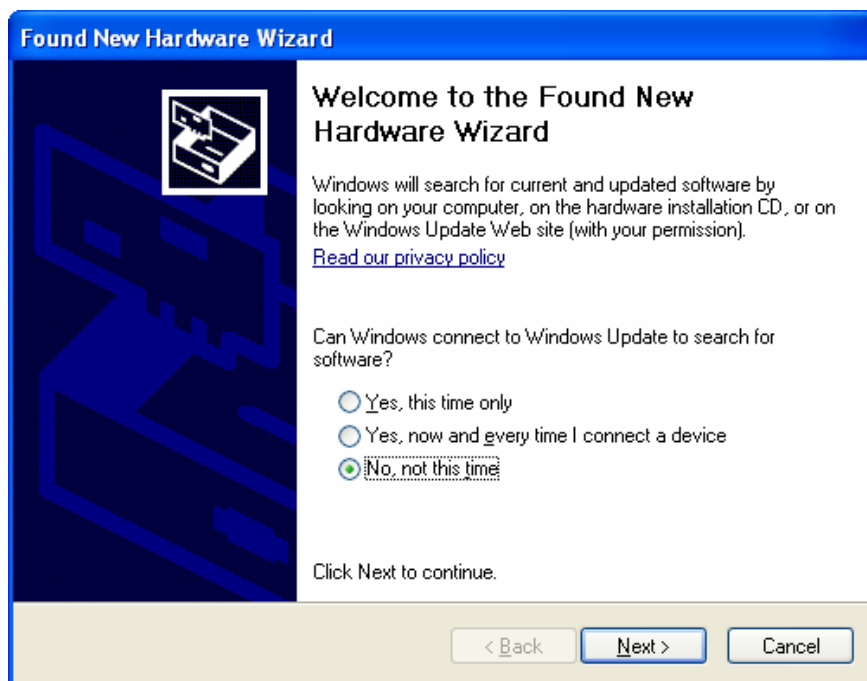 Found New Hardware Wizard
Welcome to the Found New
Hardware Wizard
Windows will search for current and updated software by
looking on your computer, on the hardware installation CD, or on
the Windows Update Web site (with your permission).
Read our privacy policy
Can Windows connect to Windows Update to search for
software?
Yes, this time only
Yes, now and every time I connect a device
No, not this time
Click Next to continue.
< Back Next > Cancel